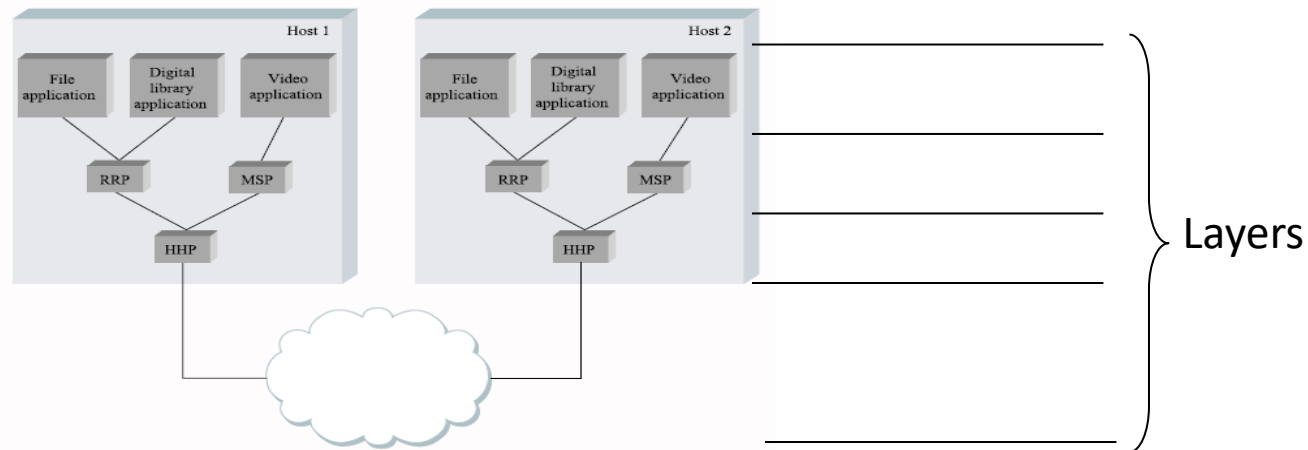 Host 1
File
application
Digital
library
application
Video
application
RRP
MSP
HHP
Host 2
File
application
Digital
library
application
Video
application
RRP
MSP
HHP
Layers